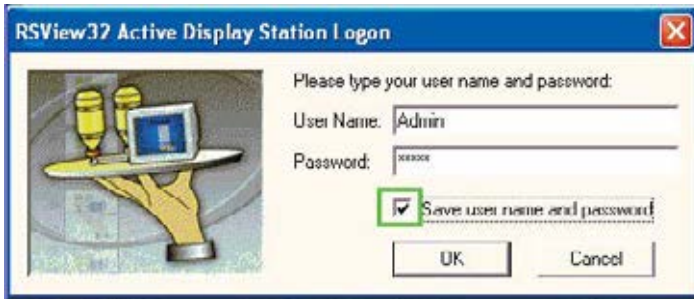 RSView32 Active Display Station Logon
Please type your user name and password:
User Name: Admin
Password: xxxxx
Save user name and password
OK Cancel